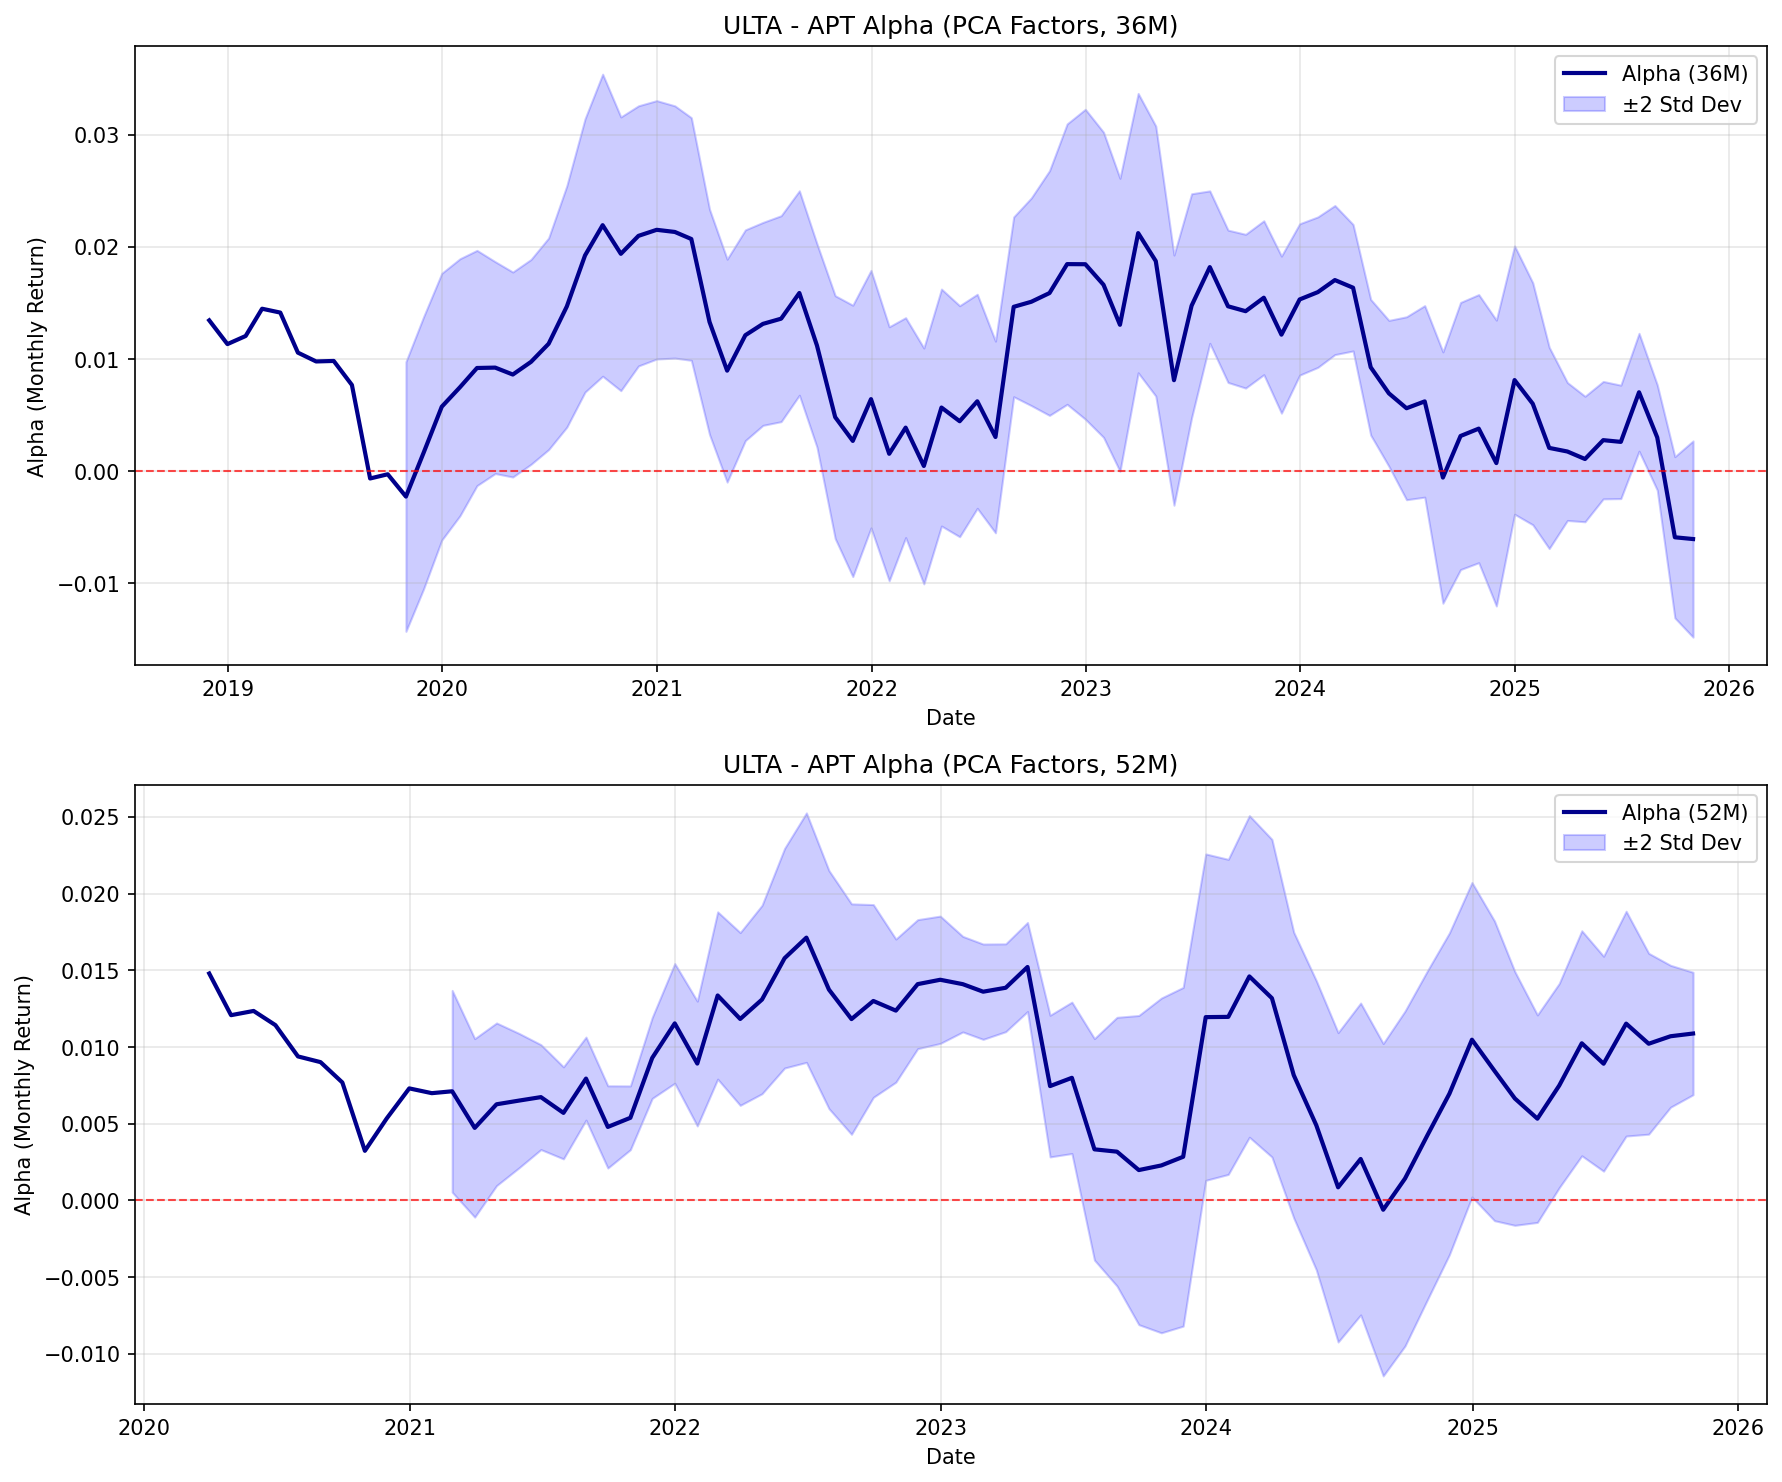 ULTA - APT Alpha (PCA Factors, 36M)
Alpha (36M)
±2 Std Dev
Alpha (Monthly Return)
0.03
0.02
0.01
0.00
−0.01
2019 2020 2021 2022 2023 2024 2025 2026
Date
ULTA - APT Alpha (PCA Factors, 52M)
Alpha (52M)
±2 Std Dev
Alpha (Monthly Return)
0.025
0.020
0.015
0.010
0.005
0.000
−0.005
−0.010
2020 2021 2022 2023 2024 2025 2026
Date